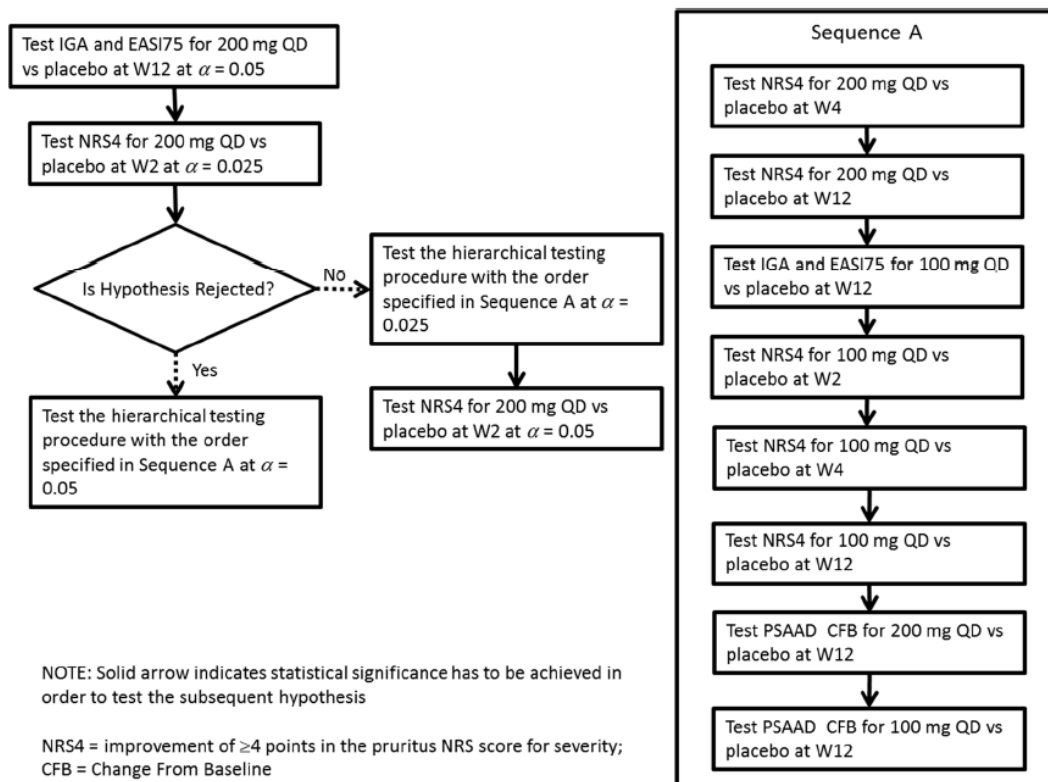 Test IGA and EASI75 for 200 mg QD
vs placebo at W12 at α = 0.05
Test NRS4 for 200 mg QD vs
placebo at W2 at α = 0.025
Is Hypothesis Rejected?
No
Yes
Test the hierarchical testing
procedure with the order
specified in Sequence A at α =
0.025
Test NRS4 for 200 mg QD vs
placebo at W2 at α = 0.05
Test the hierarchical testing
procedure with the order
specified in Sequence A at α =
0.05
NOTE: Solid arrow indicates statistical significance has to be achieved in
order to test the subsequent hypothesis
NRS4 = improvement of ≥4 points in the pruritus NRS score for severity;
CFB = Change From Baseline
Sequence A
Test NRS4 for 200 mg QD vs
placebo at W4
Test NRS4 for 200 mg QD vs
placebo at W12
Test IGA and EASI75 for 100 mg QD
vs placebo at W12
Test NRS4 for 100 mg QD vs
placebo at W2
Test NRS4 for 100 mg QD vs
placebo at W4
Test NRS4 for 100 mg QD vs
placebo at W12
Test PSAAD CFB for 200 mg QD vs
placebo at W12
Test PSAAD CFB for 100 mg QD vs
placebo at W12